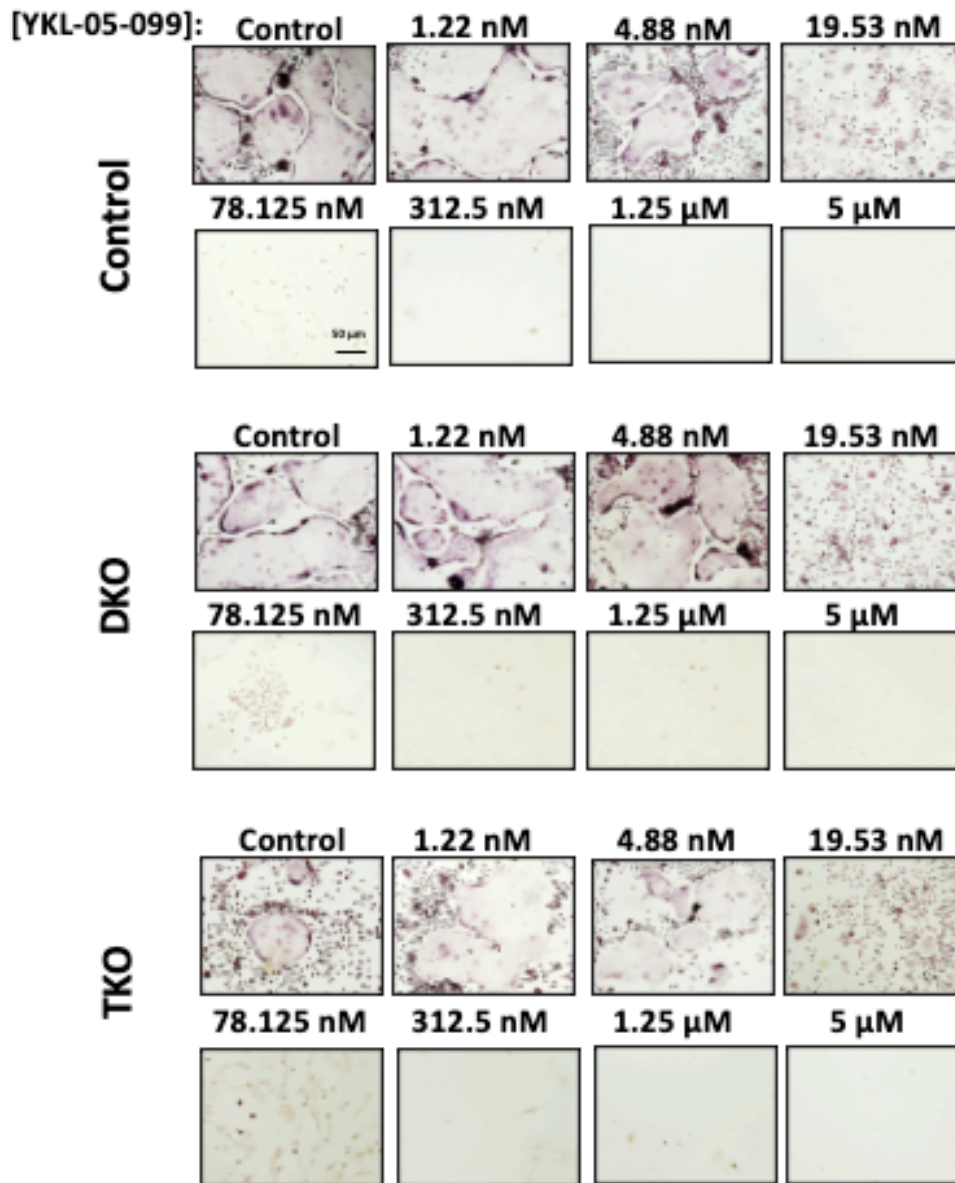 [YKL-05-099]: Control 1.22 nM 4.88 nM 19.53 nM
Control
78.125 nM 312.5 nM 1.25 µM 5 µM
50 µm
Control 1.22 nM 4.88 nM 19.53 nM
DKO
78.125 nM 312.5 nM 1.25 µM 5 µM
Control 1.22 nM 4.88 nM 19.53 nM
TKO
78.125 nM 312.5 nM 1.25 µM 5 µM